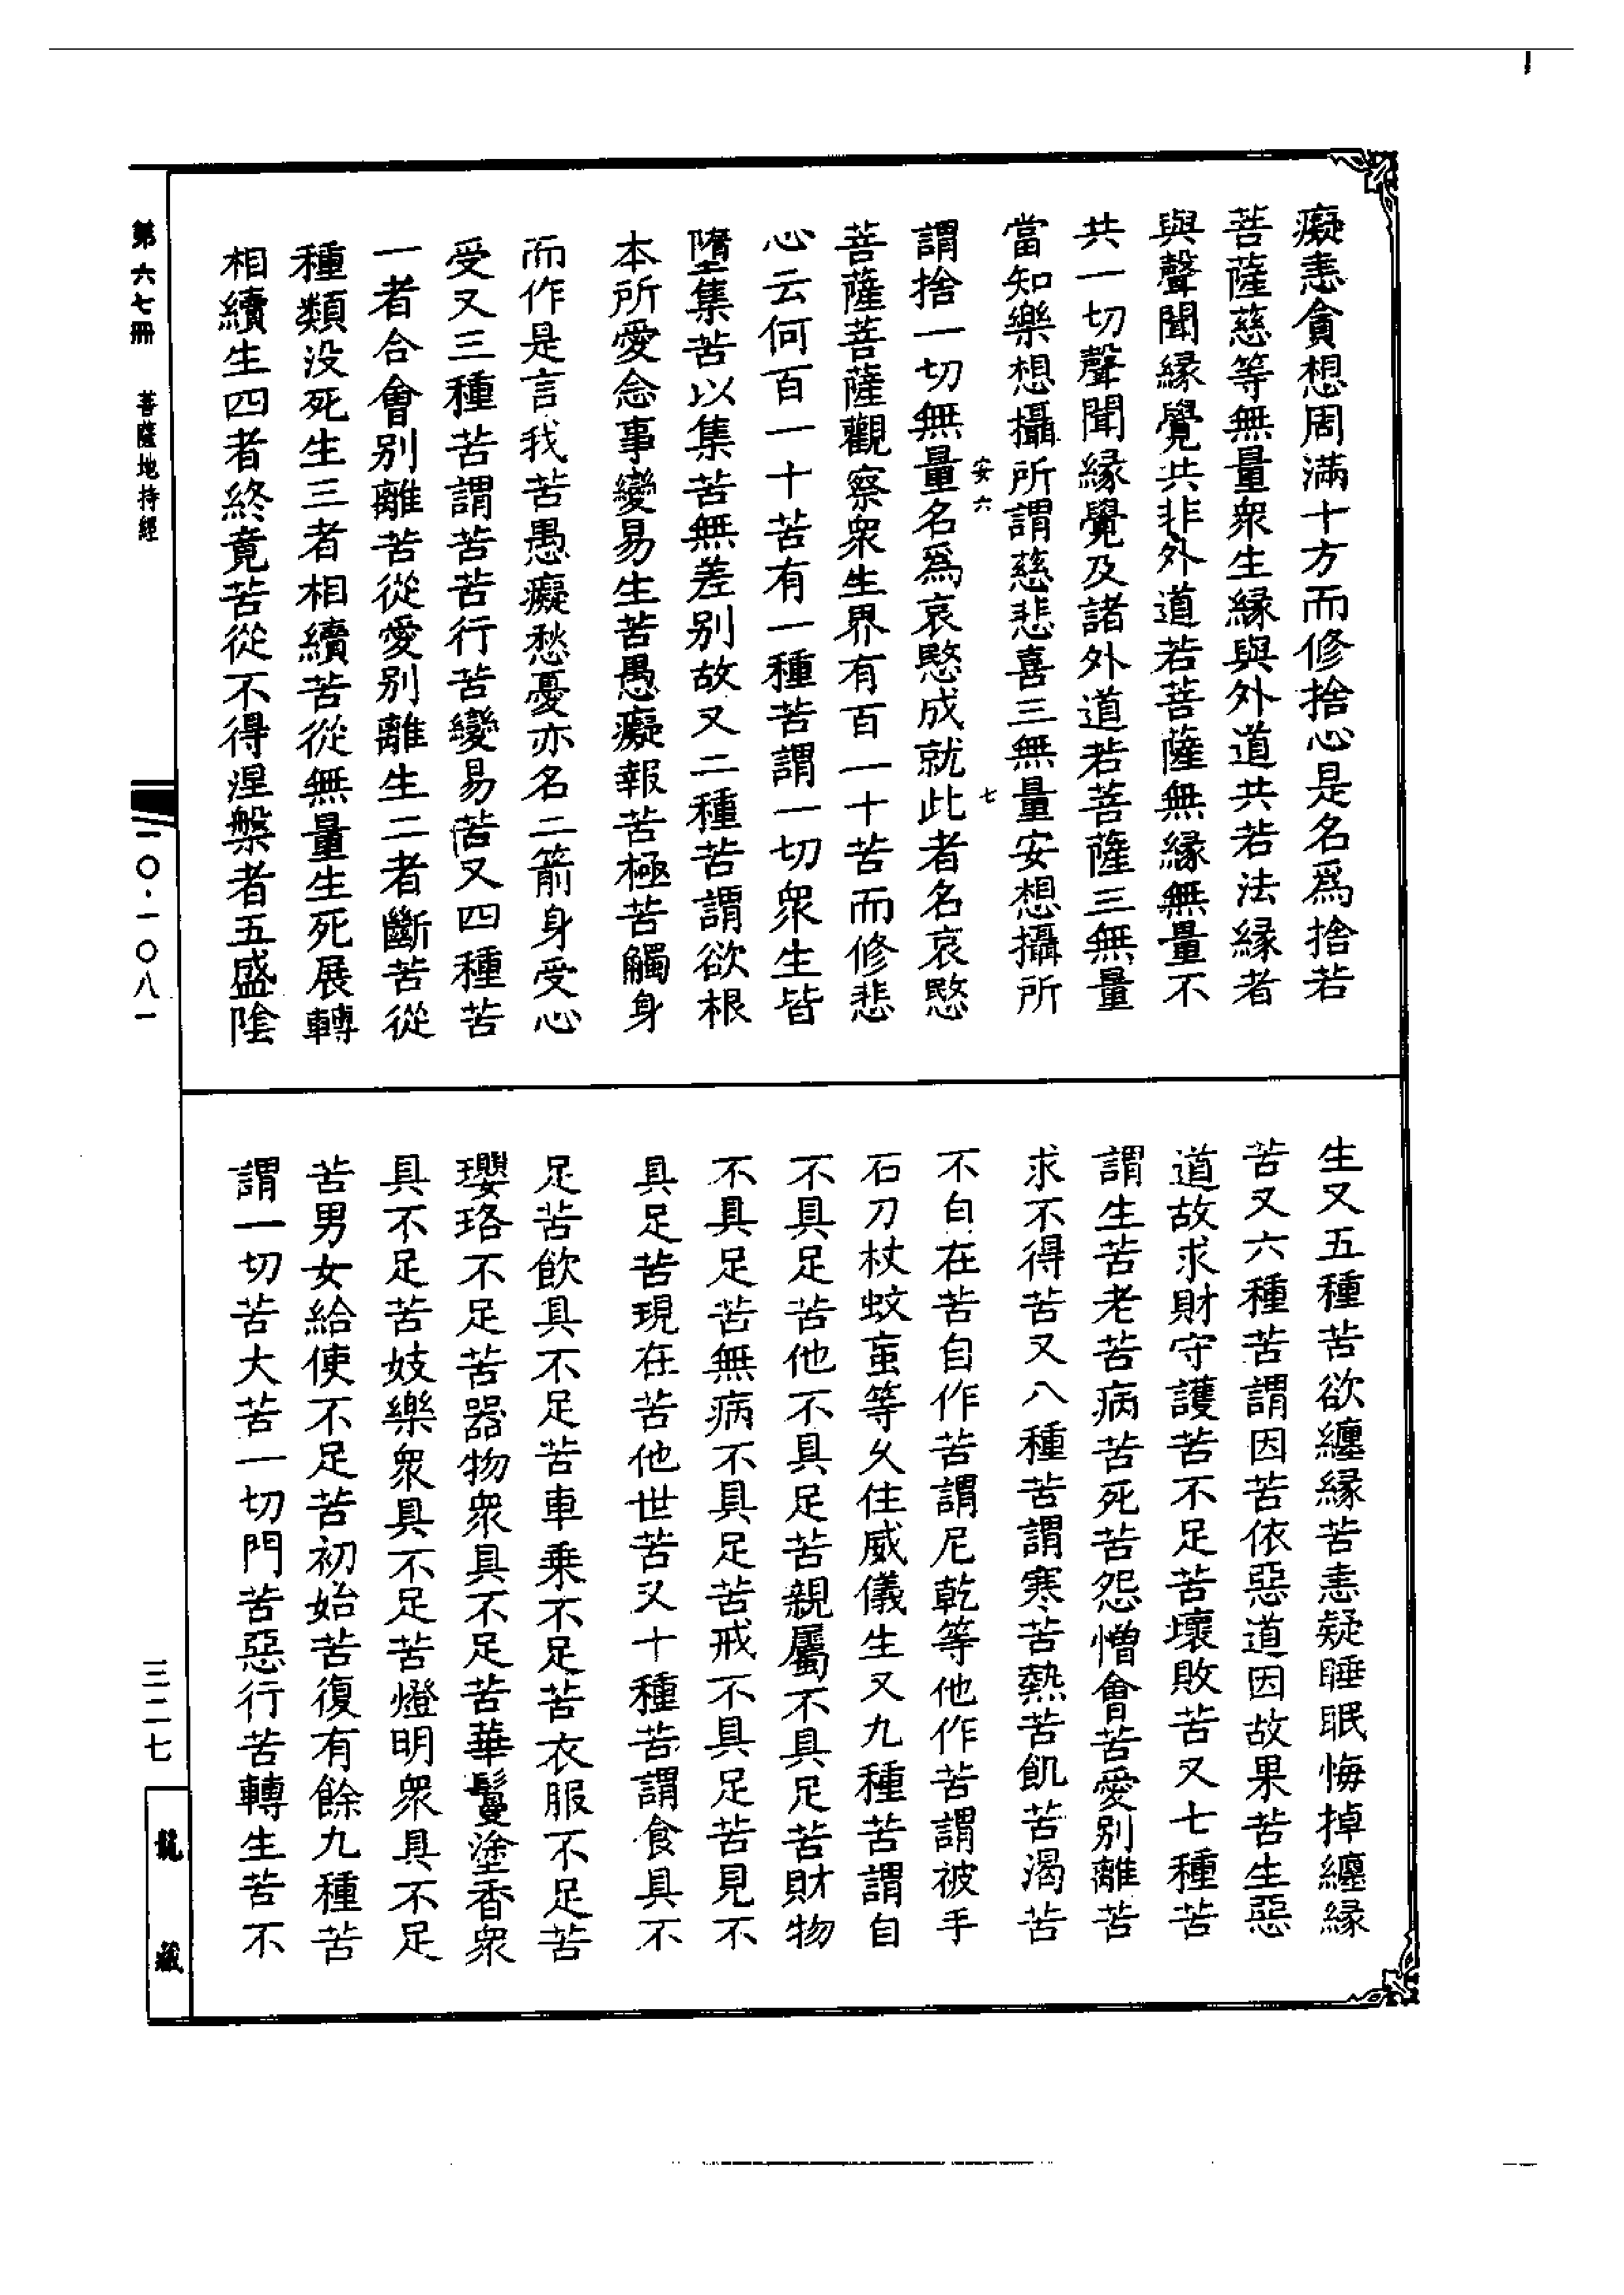 癡恚貪想周滿十方而修捨心是名爲捨若
菩薩慈等無量衆生縁與外道共若法縁者
與聲聞縁覺共非外道若菩薩無縁無量不
共一切聲聞縁覺及諸外道若菩薩三無量
當知樂想攝所謂慈悲喜三無量安想攝所
安六 七
謂捨一切無量名爲哀愍成就此者名哀愍
菩薩菩薩觀察衆生界有百一十苦而修悲
心云何百一十苦有一種苦謂一切衆生皆
墮集苦以集苦無差别故又二種苦謂欲根
本所愛念事變易生苦愚癡報苦極苦觸身
而作是言我苦愚癡愁憂亦名二箭身受心
受又三種苦謂苦苦行苦變易苦又四種苦
一者合會别離苦從愛别離生二者斷苦從
種類没死生三者相續苦從無量生死展轉
相續生四者終竟苦從不得涅槃者五盛陰
生又五種苦欲纏縁苦恚疑睡眠悔掉纏縁
苦又六種苦謂因苦依惡道因故果苦生惡
道故求財守護苦不足苦壞敗苦又七種苦
謂生苦老苦病苦死苦怨憎會苦愛别離苦
求不得苦又八種苦謂寒苦熱苦飢苦渴苦
不自在苦自作苦謂尼乾等他作苦謂被手
石刀杖蚊䖟等久住威儀生又九種苦謂自
不具足苦他不具足苦親屬不具足苦財物
不具足苦無病不具足苦戒不具足苦見不
具足苦現在苦他世苦又十種苦謂食具不
足苦飲具不足苦車乘不足苦衣服不足苦
瓔珞不足苦器物衆具不足苦華鬘塗香衆
具不足苦妓樂衆具不足苦燈明衆具不足
苦男女給使不足苦初始苦復有餘九種苦
謂一切苦大苦一切門苦惡行苦轉生苦不
第六七冊 菩薩地持經
一〇·一〇八一
三二七
龍藏